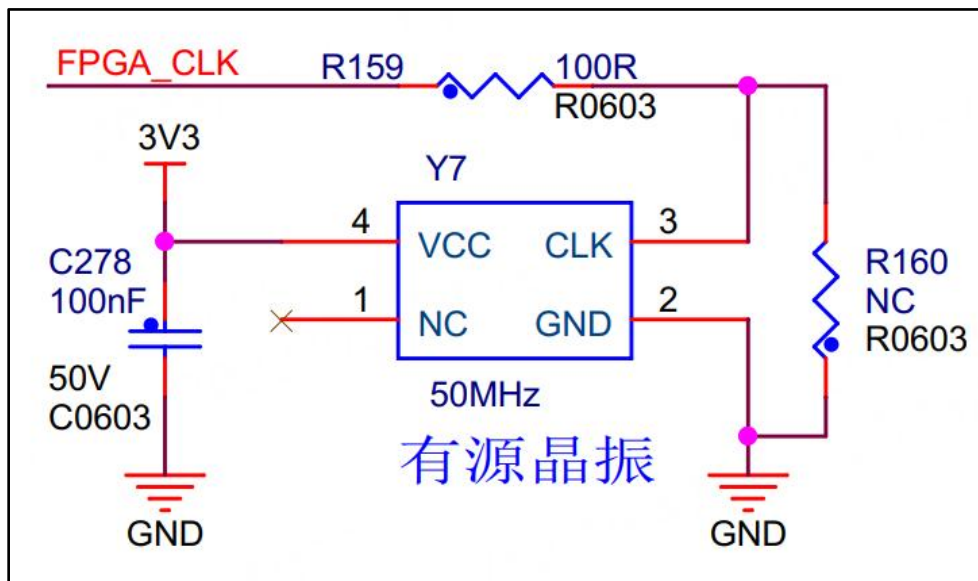 FPGA_CLK
R159
100R
R0603
3V3
Y7
4
VCC
CLK
3
C278
100nF
1
NC
GND
2
R160
NC
R0603
50V
C0603
50MHz
有源晶振
GND
GND